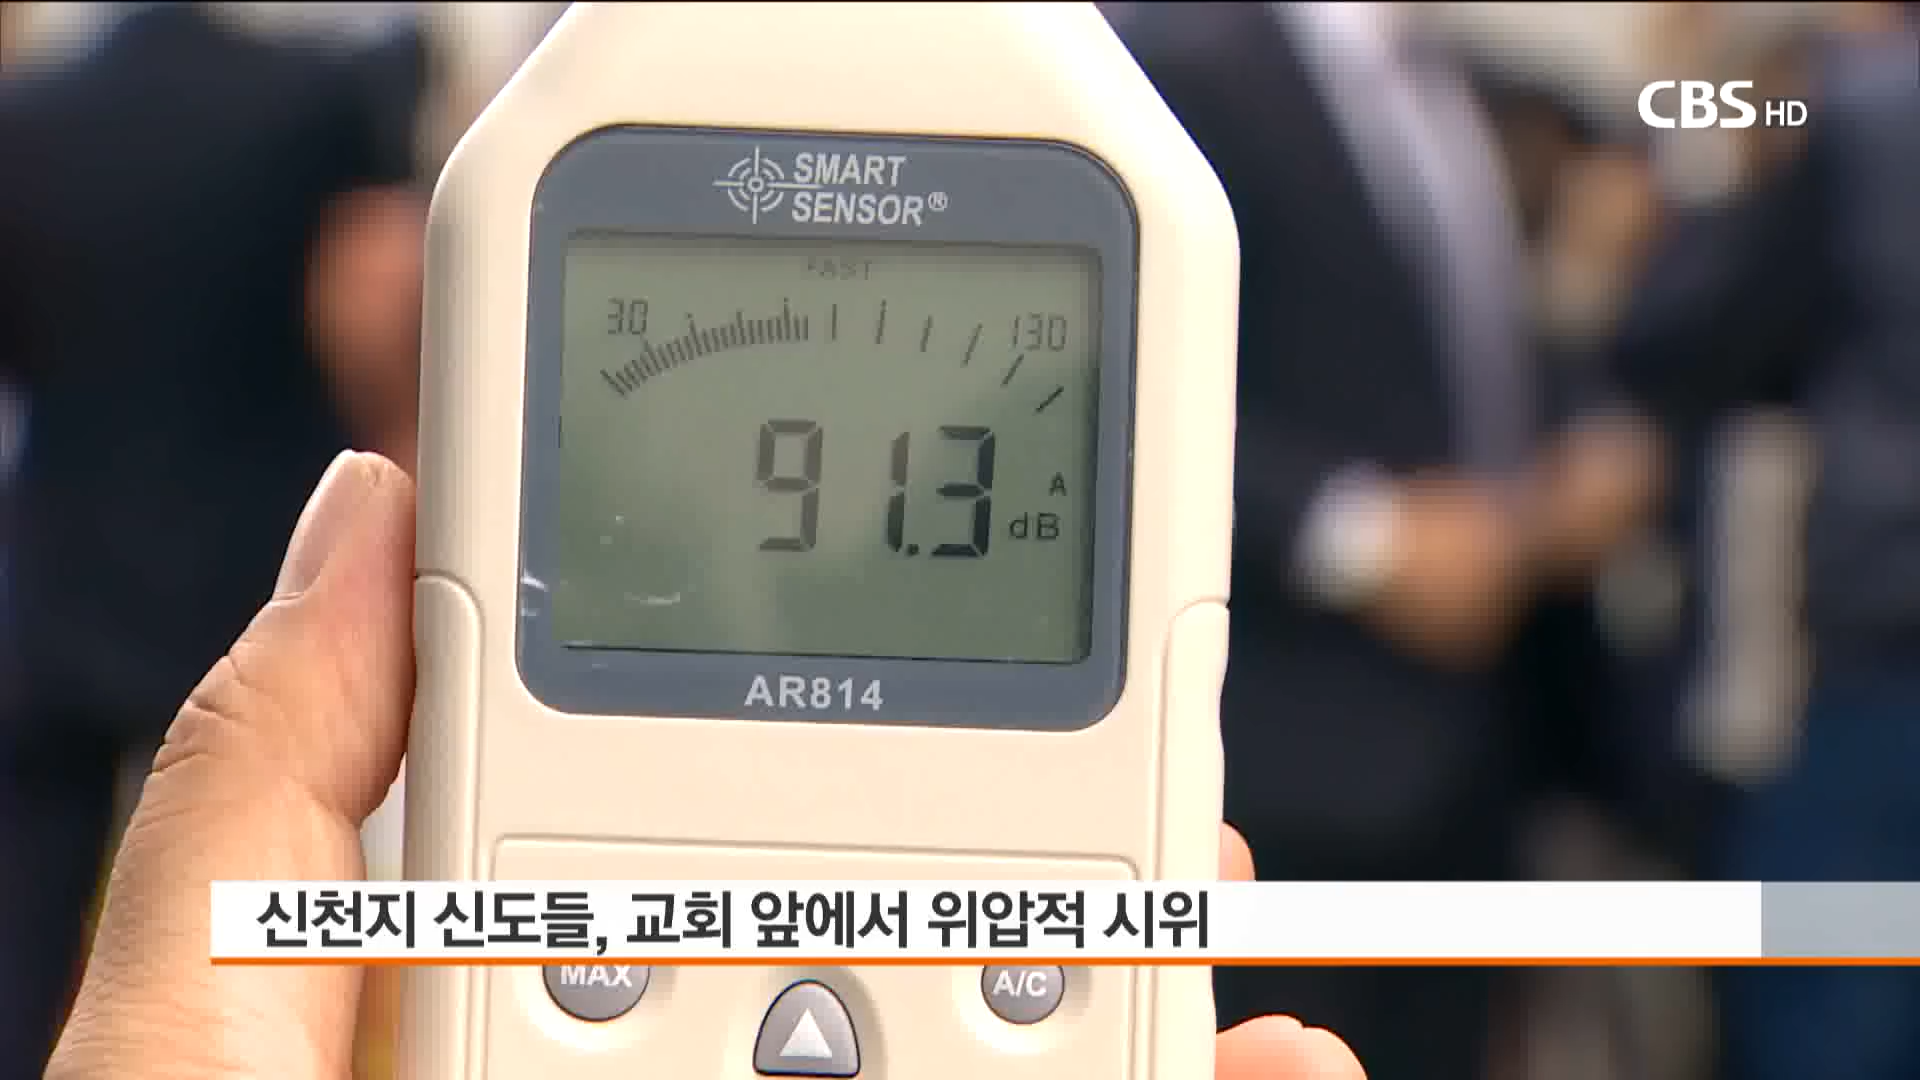 CBS HD
SMART
SENSOR®
FAST
30
130
91.3
A
dB
AR814
신천지 신도들, 교회 앞에서 위압적 시위
MAX
A/C